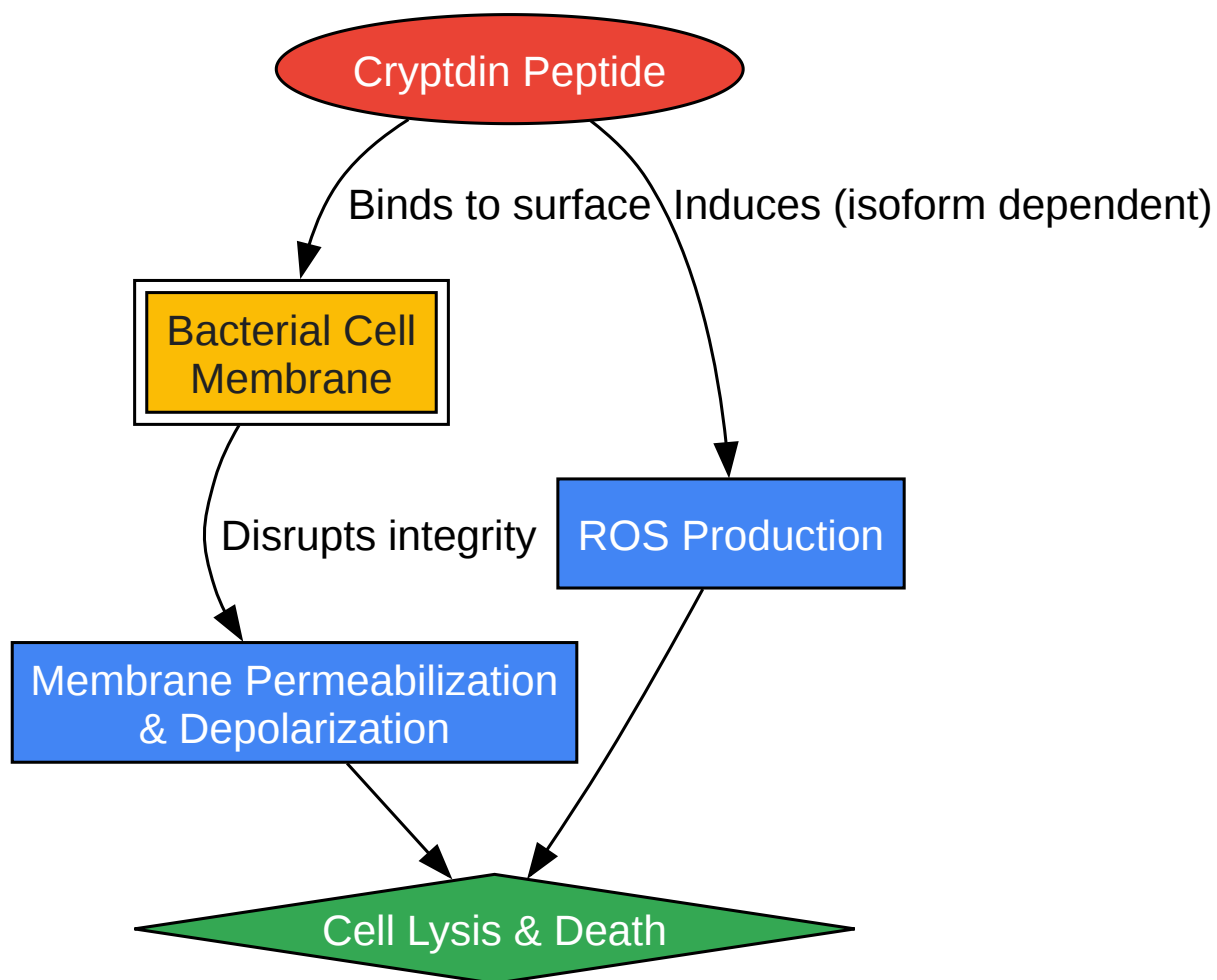 Cryptdin Peptide
Binds to surface
Induces (isoform dependent)
Bacterial Cell
Membrane
Disrupts integrity
ROS Production
Membrane Permeabilization
& Depolarization
Cell Lysis & Death